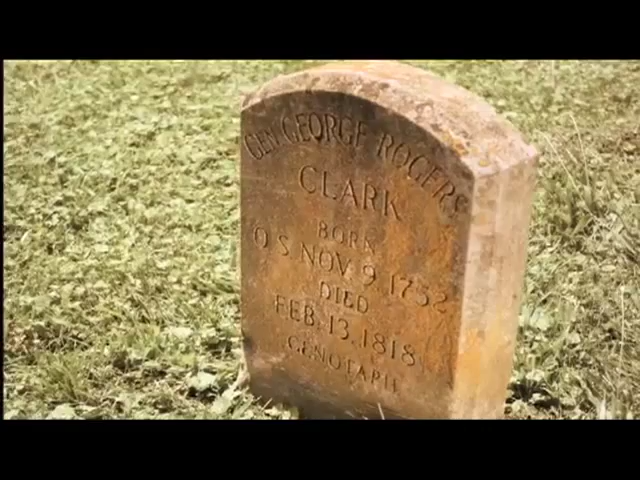 GEN GEORGE ROGERS
CLARK
BORN
O S NOV. 9 1752
DIED
FEB. 13. 1818
CENOTAPH